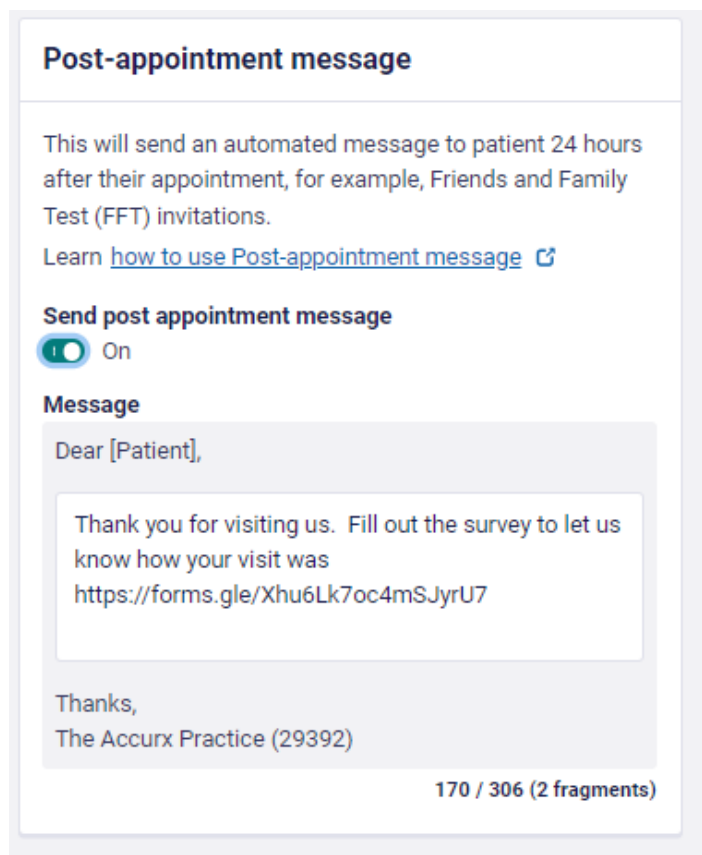 Post-appointment message
This will send an automated message to patient 24 hours
after their appointment, for example, Friends and Family
Test (FFT) invitations.
Learn how to use Post-appointment message
Send post appointment message
On
Message
Dear [Patient],
Thank you for visiting us.  Fill out the survey to let us
know how your visit was
https://forms.gle/Xhu6Lk7oc4mSJyrU7
Thanks,
The Accurx Practice (29392)
170 / 306 (2 fragments)